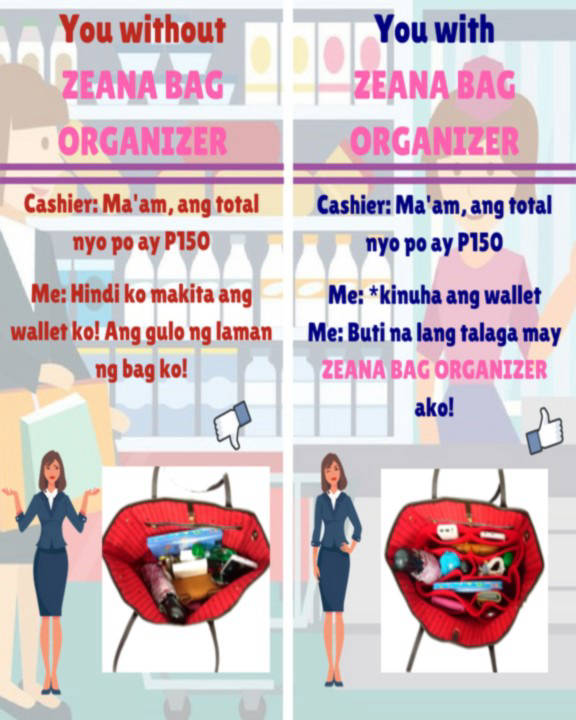 You without
ZEANA BAG
ORGANIZER
Cashier: Ma'am, ang total
nyo po ay P150
Me: Hindi ko makita ang
wallet ko! Ang gulo ng laman
ng bag ko!
You with
ZEANA BAG
ORGANIZER
Cashier: Ma'am, ang total
nyo po ay P150
Me: *kinuha ang wallet
Me: Buti na lang talaga may
ZEANA BAG ORGANIZER
ako!